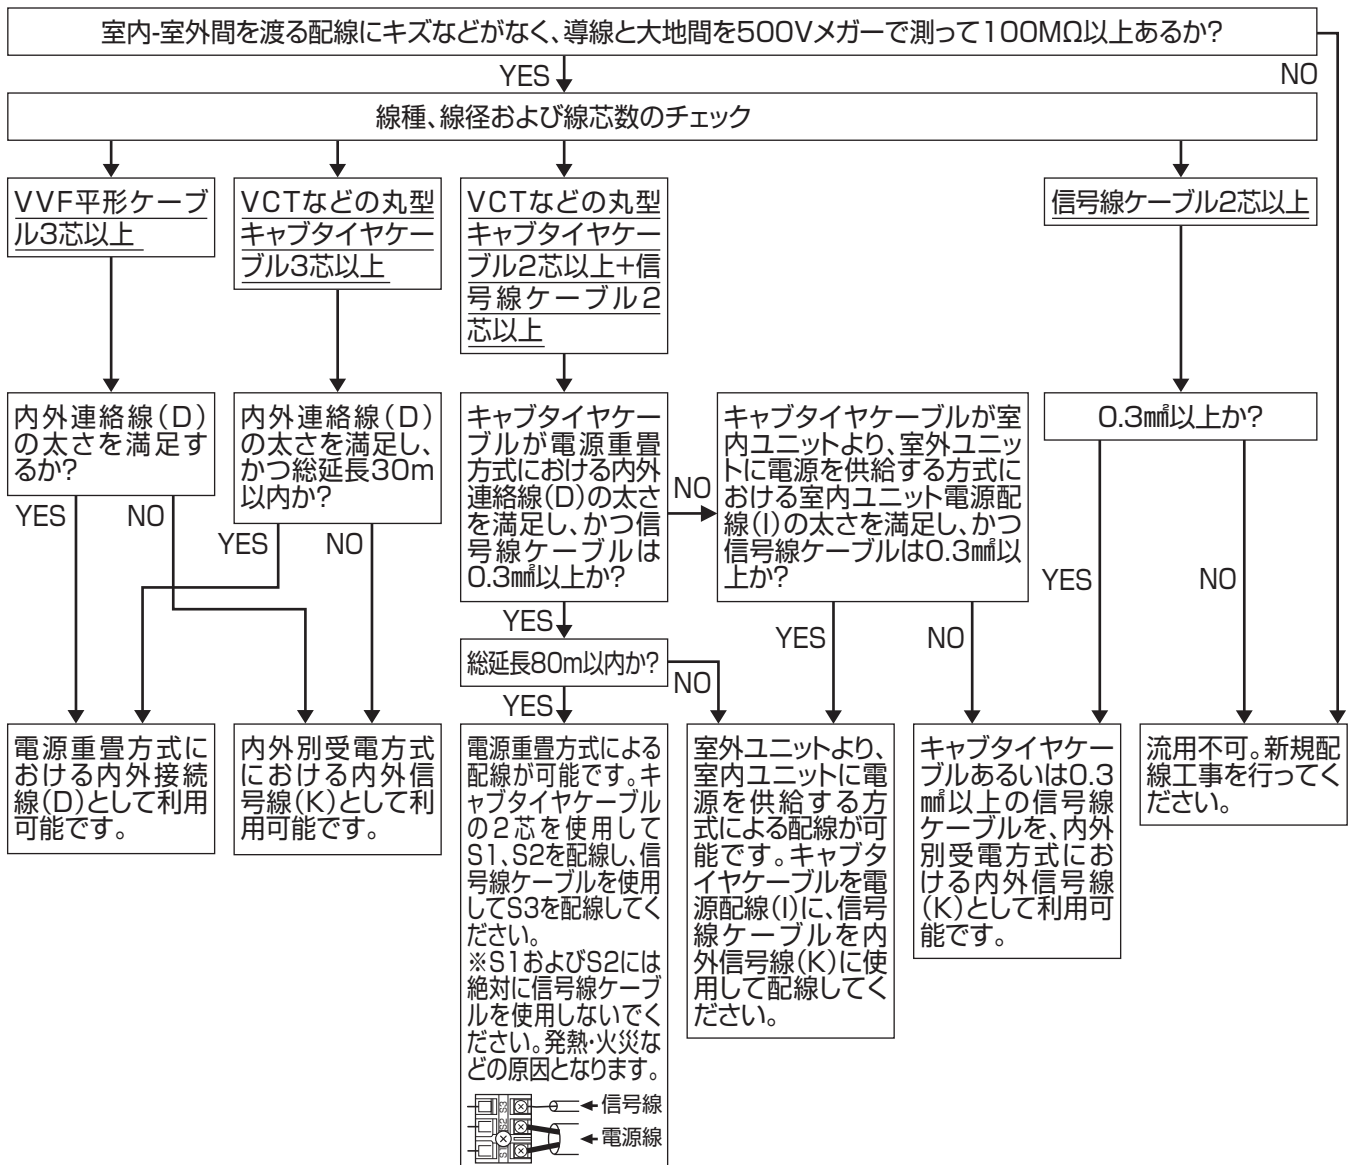 室内-室外間を渡る配線にキズなどがなく、導線と大地間を500Vメガーで測って100MΩ以上あるか?
YES
NO
線種、線径および線芯数のチェック
VVF平形ケーブ
ル3芯以上
VCTなどの丸型
キャブタイヤケー
ブル3芯以上
VCTなどの丸型
キャブタイヤケー
ブル2芯以上+信
号線ケーブル2
芯以上
信号線ケーブル2芯以上
内外連絡線(D)
の太さを満足す
るか?
内外連絡線(D)
の太さを満足し、
かつ総延長30m
以内か?
キャブタイヤケー
ブルが電源重畳
方式における内外
連絡線(D)の太さ
を満足し、かつ信
号線ケーブルは
0.3㎟以上か?
NO
キャブタイヤケーブルが室
内ユニットより、室外ユニッ
トに電源を供給する方式に
おける室内ユニット電源配
線(I)の太さを満足し、かつ
信号線ケーブルは0.3㎟以
上か?
0.3㎟以上か?
YES
NO
YES
NO
YES
総延長80m以内か?
NO
YES
YES
NO
YES
NO
電源重畳方式に
おける内外接続
線(D)として利用
可能です。
内外別受電方式
における内外信
号線(K)として利
用可能です。
電源重畳方式による
配線が可能です。キ
ャブタイヤケーブル
の2芯を使用して
S1、S2を配線し、信
号線ケーブルを使用
してS3を配線してく
ださい。
※S1およびS2には
絶対に信号線ケーブ
ルを使用しないでく
ださい。発熱・火災な
どの原因となります。
S3
S2
S1
信号線
電源線
室外ユニットより、
室内ユニットに電
源を供給する方
式による配線が可
能です。キャブタ
イヤケーブルを電
源配線(I)に、信号
線ケーブルを内
外信号線(K)に使
用して配線してく
ださい。
キャブタイヤケー
ブルあるいは0.3
㎟以上の信号線
ケーブルを、内外
別受電方式にお
ける内外信号線
(K)として利用可
能です。
流用不可。新規配
線工事を行ってく
ださい。